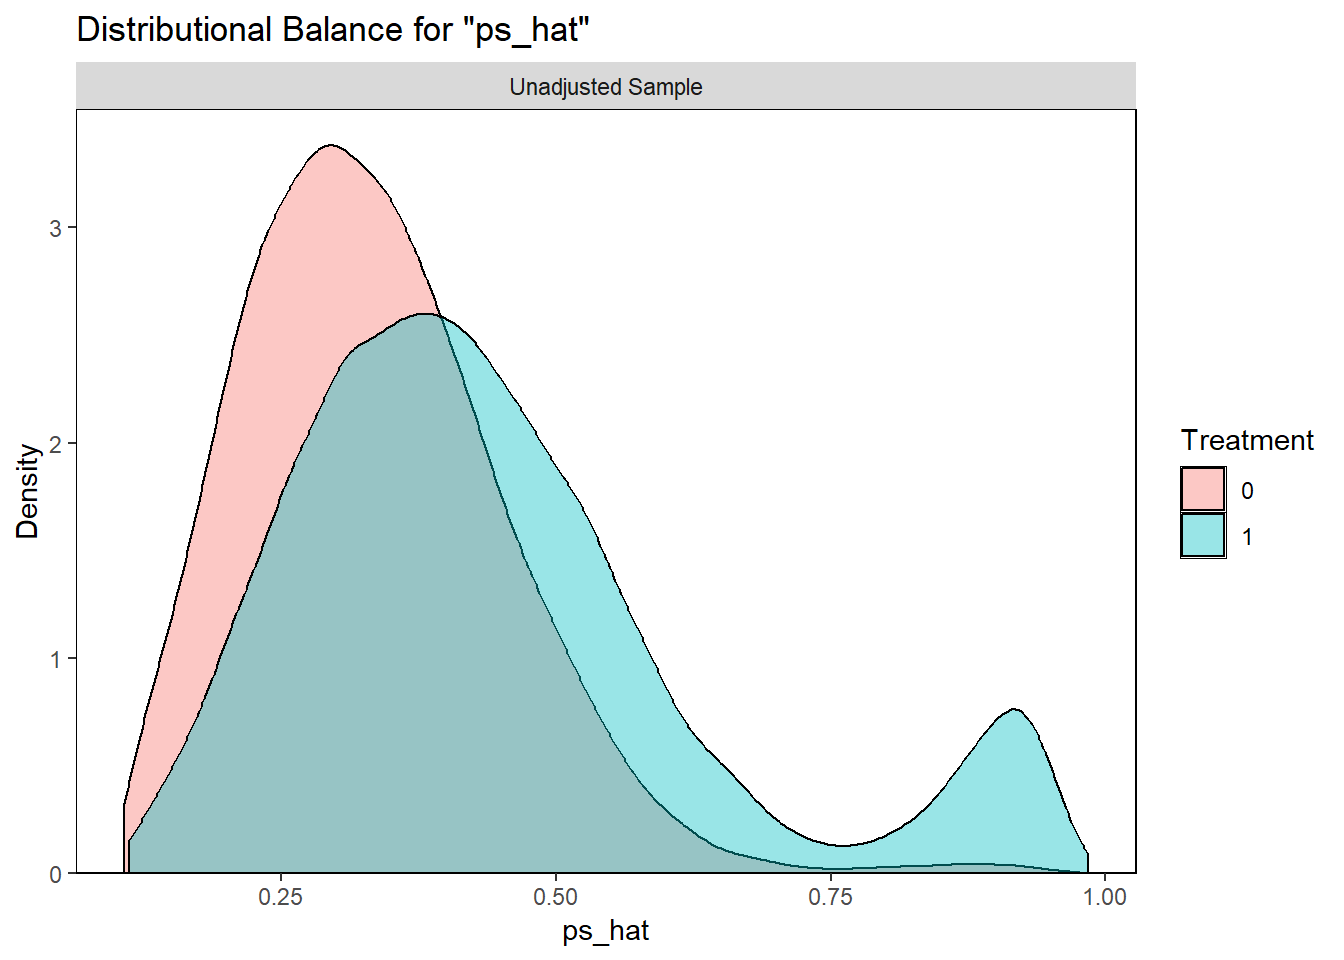 Distributional Balance for "ps_hat"
Unadjusted Sample
3
2
1
0
Density
0.25 0.50 0.75 1.00
ps_hat
Treatment
0
1